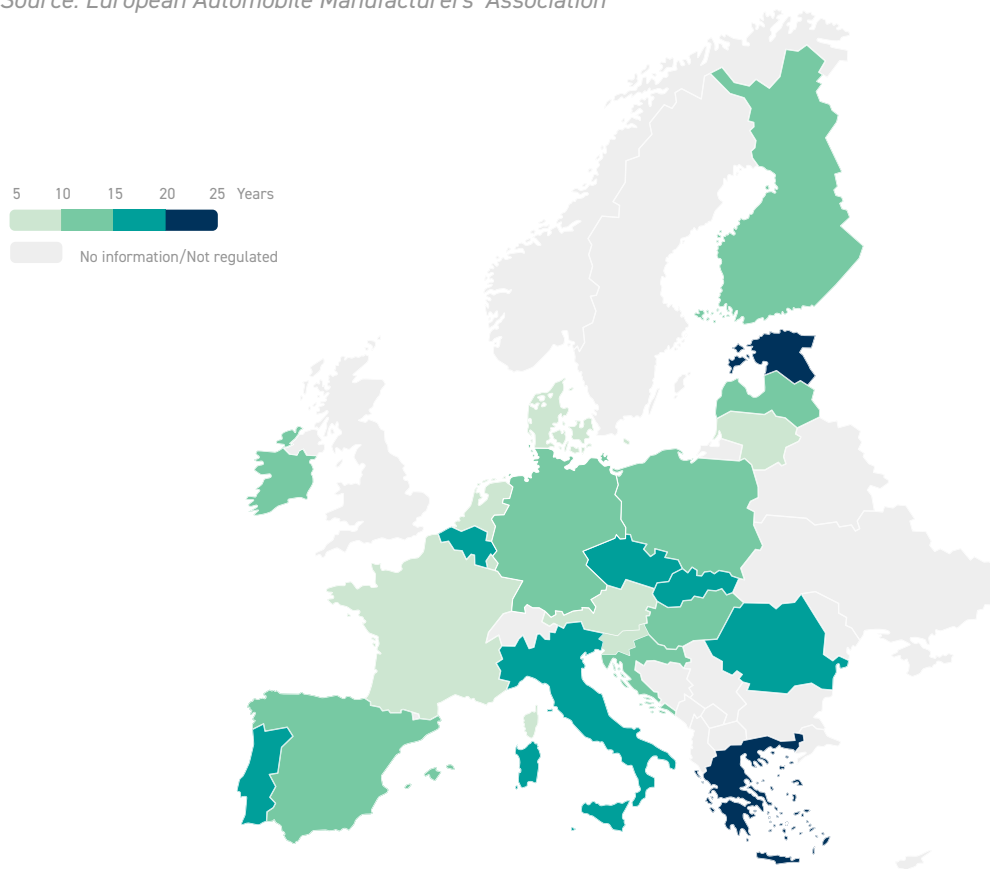 Source: European Automobile Manufacturers' Association
5 10 15 20 25 Years
No information/Not regulated